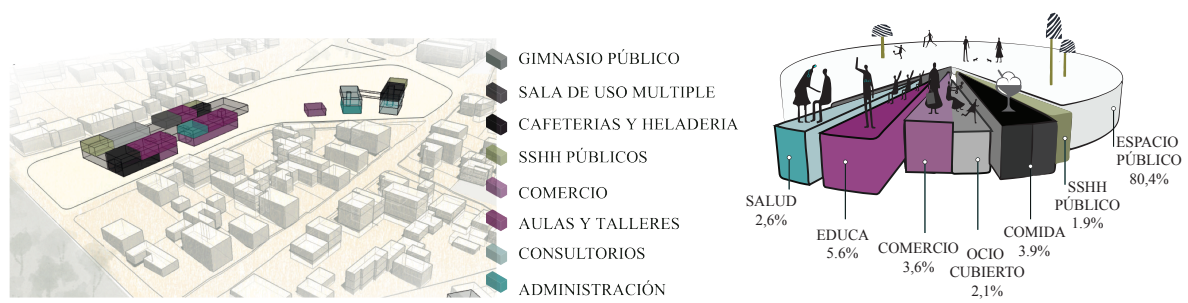 GIMNASIO PÚBLICO
SALA DE USO MULTIPLE
CAFETERIAS Y HELADERIA
SSHH PÚBLICOS
COMERCIO
AULAS Y TALLERES
CONSULTORIOS
ADMINISTRACIÓN
SALUD
2,6%
EDUCA
5.6%
COMERCIO
3,6%
OCIO
CUBIERTO
2,1%
COMIDA
3.9%
SSHH
PÚBLICO
1.9%
ESPACIO
PÚBLICO
80,4%